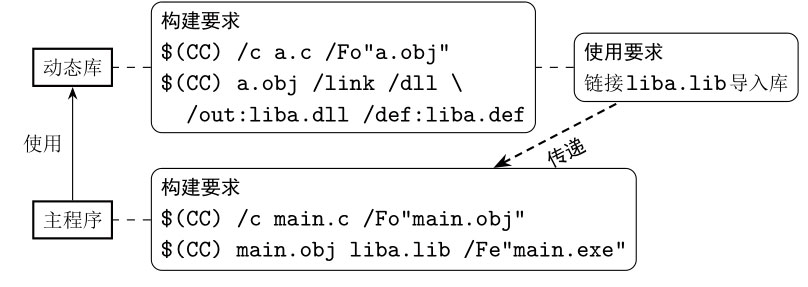 构建要求
$(CC) /c a.c /Fo"a.obj"
$(CC) a.obj /link /dll \
/out:liba.dll /def:liba.def
动态库
使用要求
链接liba.lib导入库
使用
传递
构建要求
$(CC) /c main.c /Fo"main.obj"
$(CC) main.obj liba.lib /Fe"main.exe"
主程序